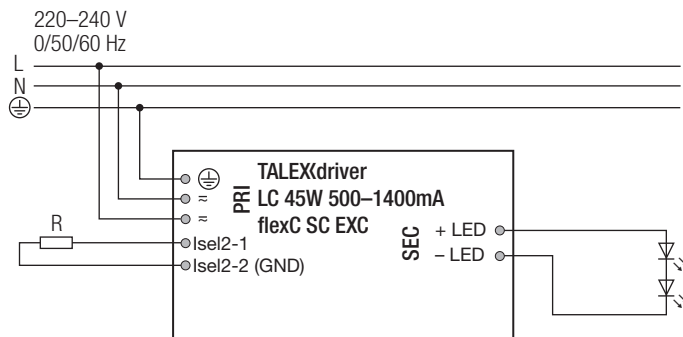 220–240 V
0/50/60 Hz
L
N
TALEXXdriver
LC 45W 500–1400mA
flexC SC EXC
PRI
≂
≂
R
Isel2-1
Isel2-2 (GND)
SEC
+ LED
– LED